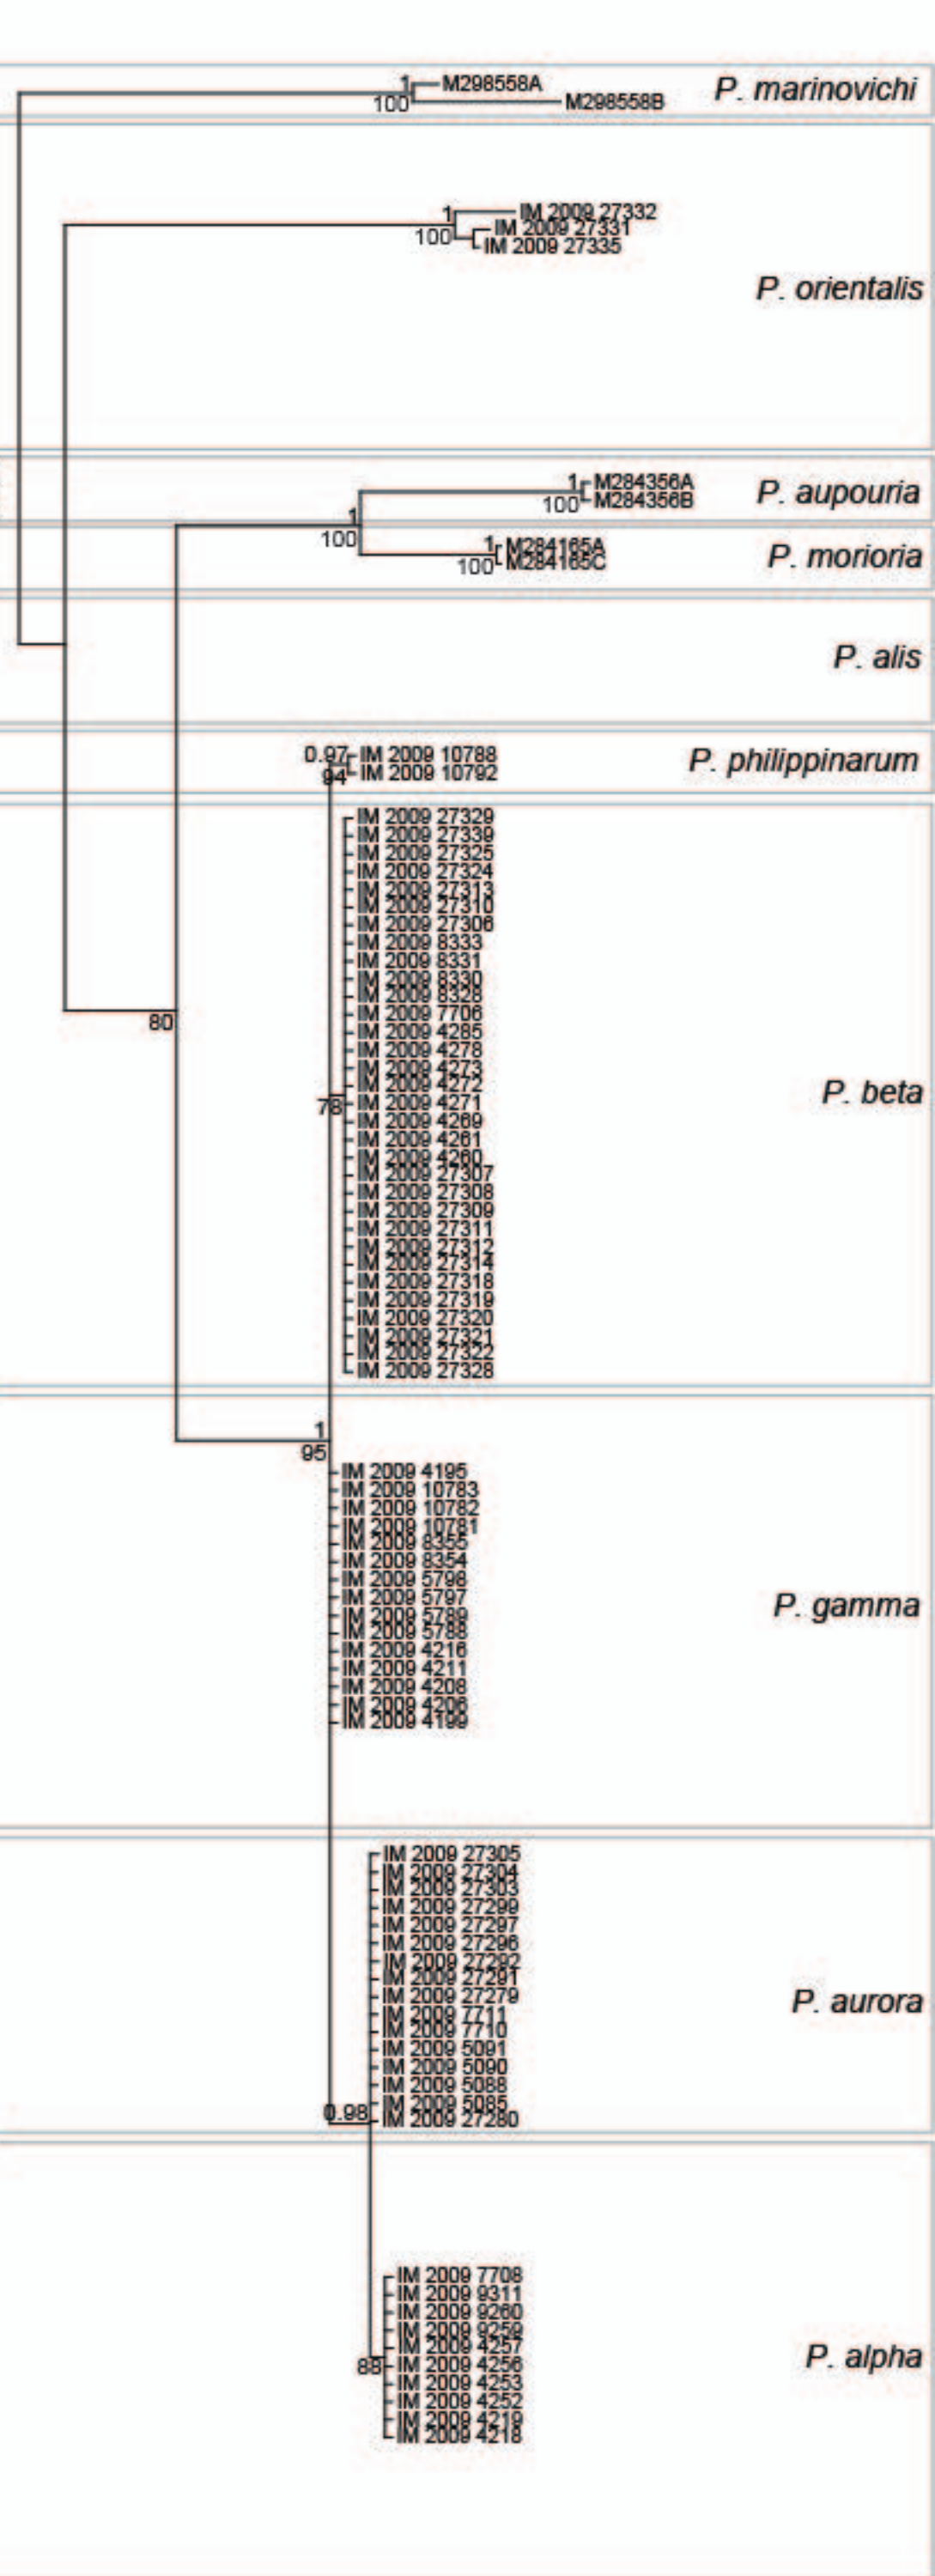 1 M298558A
100 M298558B
P. marinovichi
1 IM 2009 27332
IM 2009 27331
100 IM 2009 27335
P. orientalis
1 M284356A
100 M284356B
P. aupouria
1
100
1 M284165A
100 M284165C
P. morioria
P. alis
0.97 IM 2009 10788
94 IM 2009 10792
P. philippinarum
IM 2009 27329
IM 2009 27339
IM 2009 27325
IM 2009 27324
IM 2009 27313
IM 2009 27310
IM 2009 27306
IM 2009 8333
IM 2009 8331
IM 2009 8330
IM 2009 8328
IM 2009 7706
80
IM 2009 4285
IM 2009 4278
IM 2009 4273
IM 2009 4272
78 IM 2009 4271
P. beta
IM 2009 4269
IM 2009 4261
IM 2009 4260
IM 2009 27307
IM 2009 27308
IM 2009 27309
IM 2009 27311
IM 2009 27312
IM 2009 27314
IM 2009 27318
IM 2009 27319
IM 2009 27320
IM 2009 27321
IM 2009 27322
IM 2009 27328
1
95
IM 2009 4195
IM 2009 10783
IM 2009 10782
IM 2009 10781
IM 2009 8355
IM 2009 8354
IM 2009 5798
IM 2009 5797
IM 2009 5789
IM 2009 5788
P. gamma
IM 2009 4216
IM 2009 4211
IM 2009 4208
IM 2009 4206
IM 2009 4199
IM 2009 27305
IM 2009 27304
IM 2009 27303
IM 2009 27299
IM 2009 27297
IM 2009 27296
IM 2009 27292
IM 2009 27291
IM 2009 27279
P. aurora
IM 2009 7711
IM 2009 7710
IM 2009 5091
IM 2009 5090
IM 2009 5088
IM 2009 5085
0.98 IM 2009 27280
IM 2009 7708
IM 2009 9311
IM 2009 9260
IM 2009 9259
IM 2009 4257
P. alpha
88 IM 2009 4256
IM 2009 4253
IM 2009 4252
IM 2009 4219
IM 2009 4218